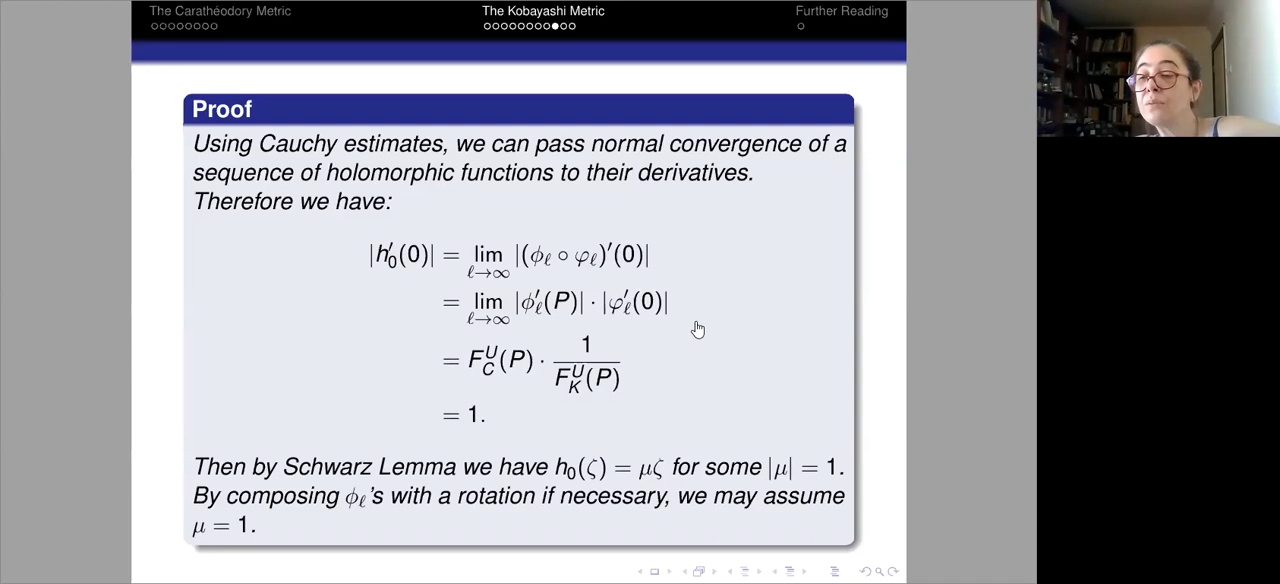 The Carathéodory Metric
The Kobayashi Metric
Further Reading
Proof
Using Cauchy estimates, we can pass normal convergence of a
sequence of holomorphic functions to their derivatives.
Therefore we have:
|h₀′(0)| = lim_{ℓ→∞} |(ϕ_ℓ ∘ φ_ℓ)′(0)|
= lim_{ℓ→∞} |ϕ′_ℓ(P)| · |φ′_ℓ(0)|
= F_C^U(P) · 1 / F_K^U(P)
= 1.
Then by Schwarz Lemma we have h₀(ζ) = μζ for some |μ| = 1.
By composing ϕ_ℓ's with a rotation if necessary, we may assume
μ = 1.